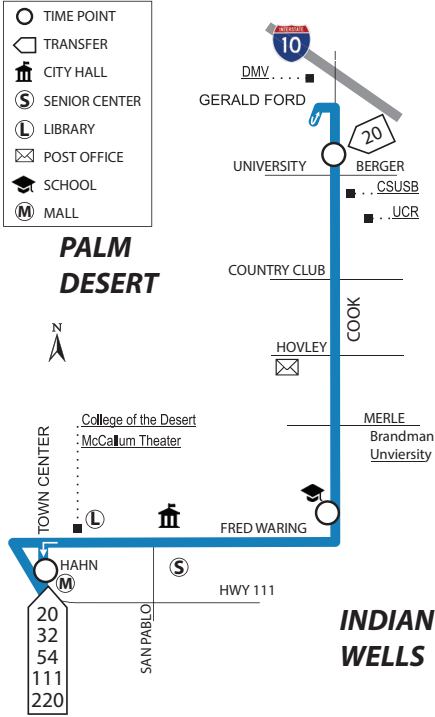 TIME POINT
TRANSFER
CITY HALL
S SENIOR CENTER
L LIBRARY
POST OFFICE
SCHOOL
M MALL
INTERSTATE
10
DMV
GERALD FORD
20
UNIVERSITY
BERGER
CSUSB
UCR
PALM
DESERT
COUNTRY CLUB
COOK
N
HOVLEY
MERLE
Brandman
Unviersity
College of the Desert
McCallum Theater
TOWN CENTER
L
FRED WARING
HAHN
M
S
SAN PABLO
HWY 111
20
32
54
111
220
INDIAN
WELLS